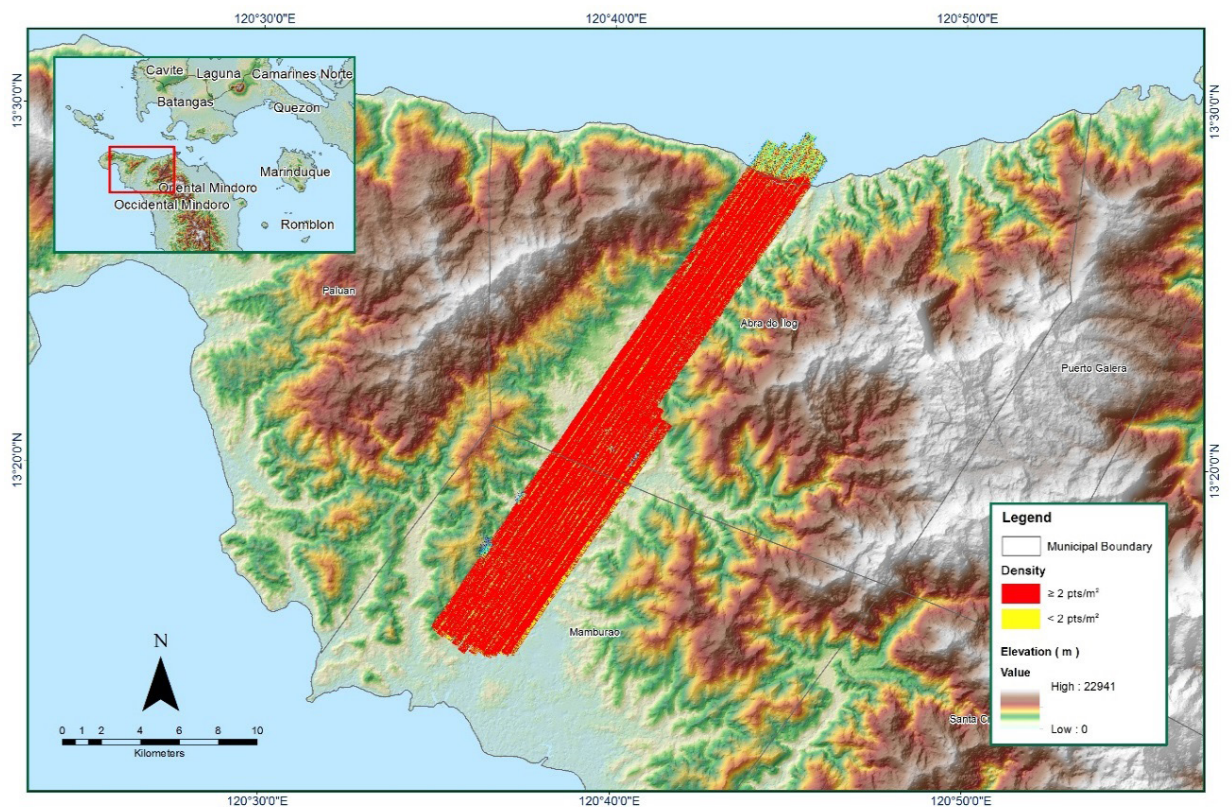 120°30'0"E
120°40'0"E
120°50'0"E
13°30'0"N
13°30'0"N
Cavite
Laguna
Camarines Norte
Batangas
Quezon
Marinduque
Oriental Mindoro
Occidental Mindoro
Romblon
Paluan
Abra de Ilog
Puerto Galera
13°20'0"N
13°20'0"N
Mamburao
Legend
Municipal Boundary
Density
≥ 2 pts/m²
< 2 pts/m²
Elevation ( m )
Value
High : 22941
Low : 0
N
0 1 2 4 6 8 10
Kilometers
120°30'0"E
120°40'0"E
120°50'0"E